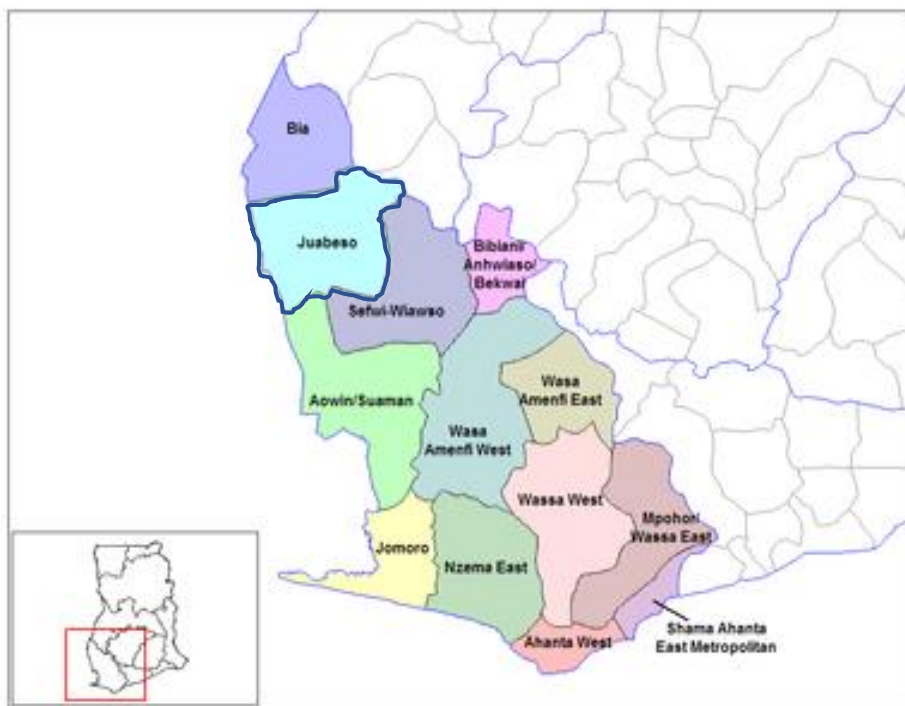 Bia
Juabeso
Bibiani/
Anhwiaso/
Bekwai
Sefwi-Wiawso
Aowin/Suaman
Wasa
Amenfi East
Wasa
Amenfi West
Wassa West
Mpohor/
Wassa East
Jomoro
Nzema East
Ahanta West
Shama Ahanta
East Metropolitan